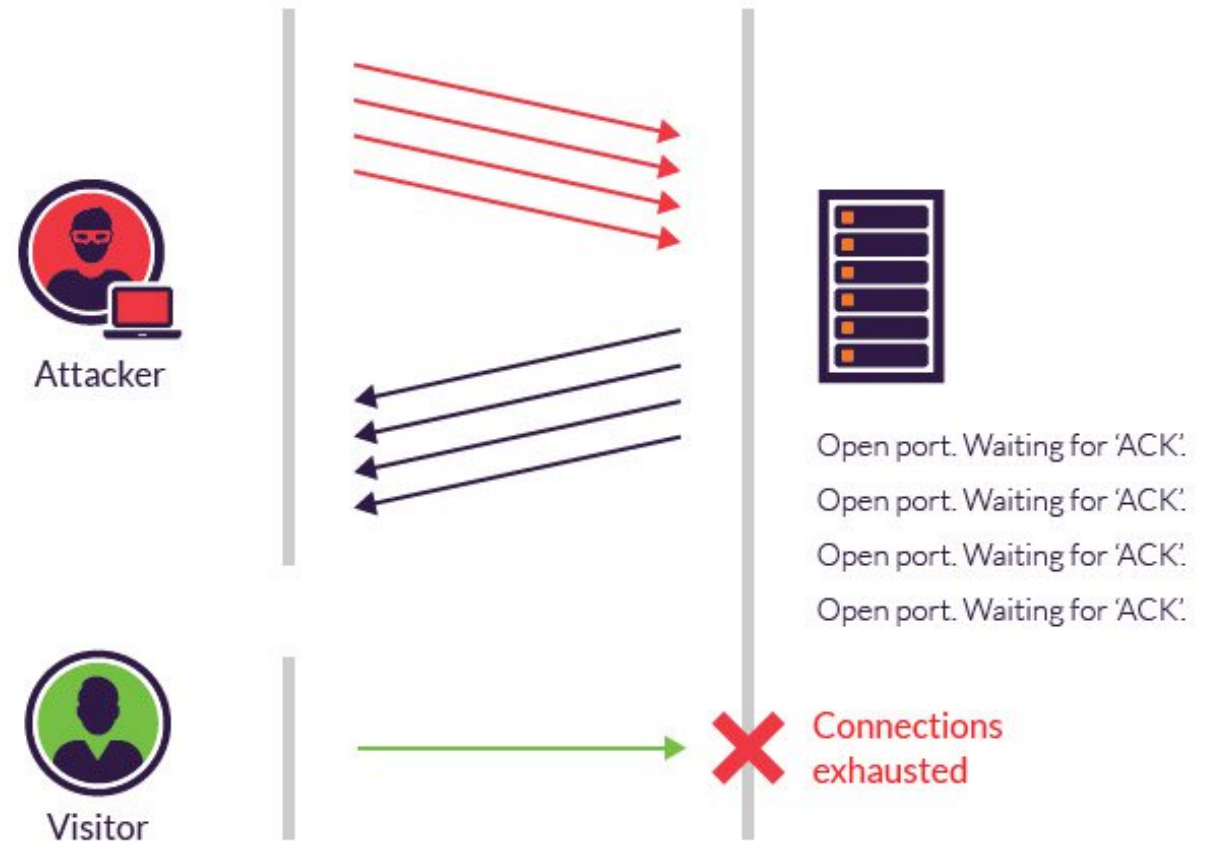 Attacker
Open port. Waiting for ‘ACK’.
Open port. Waiting for ‘ACK’.
Open port. Waiting for ‘ACK’.
Open port. Waiting for ‘ACK’.
Visitor
Connections
exhausted